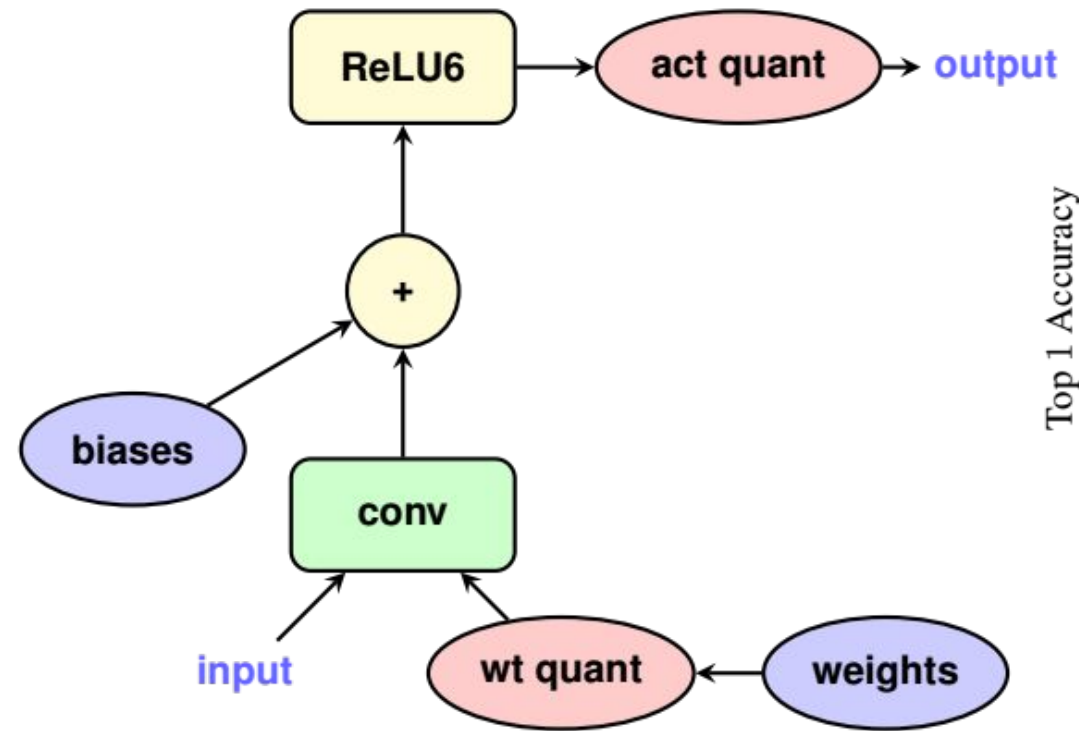 ReLU6
act quant
output
+
biases
conv
input
wt quant
weights
Top 1 Accuracy